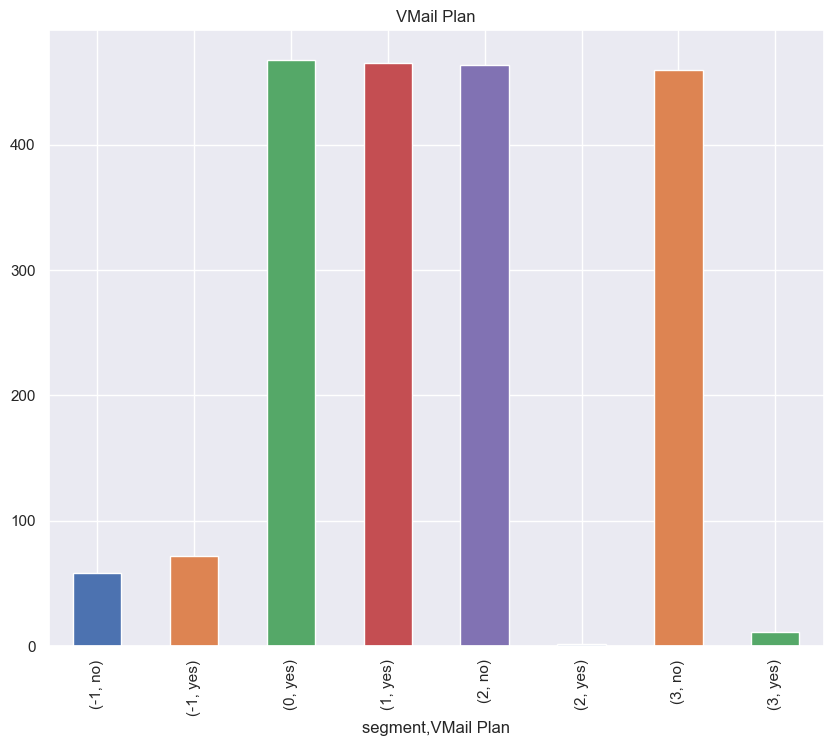 VMail Plan
400
300
200
100
0
(-1, no)
(-1, yes)
(0, yes)
(1, yes)
(2, no)
(2, yes)
(3, no)
(3, yes)
segment,VMail Plan